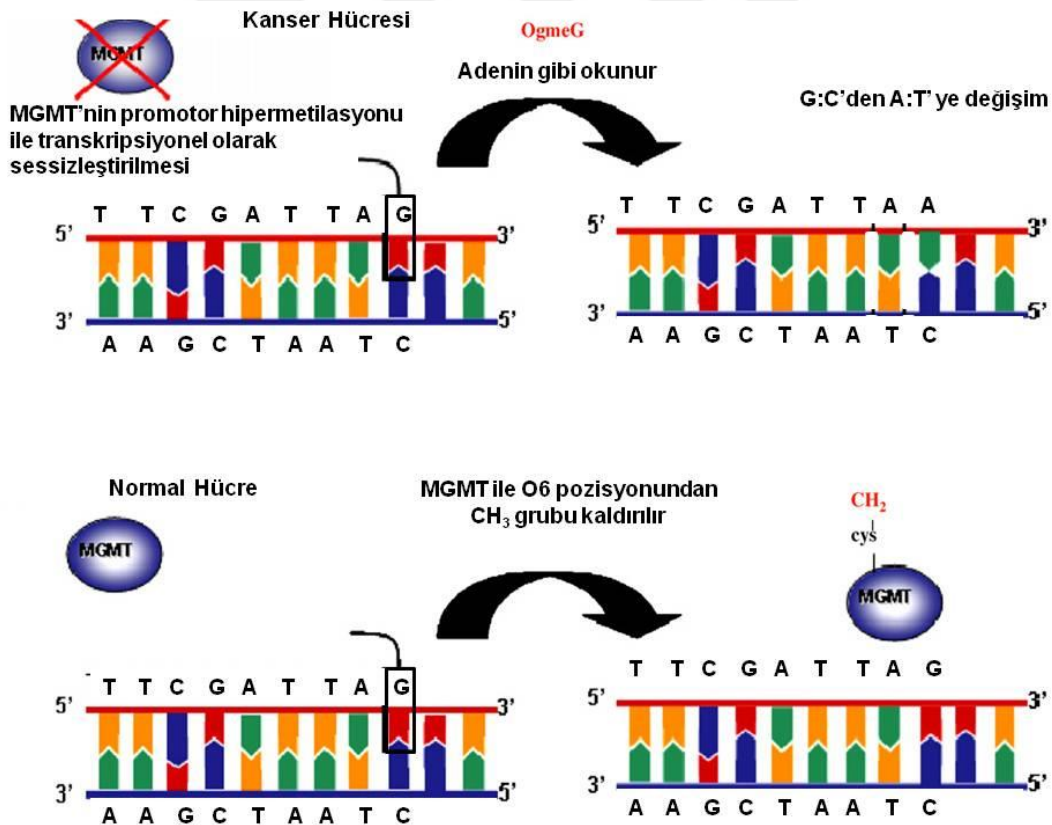 Kanser Hücresi
MGMT
OgmeG
Adenin gibi okunur
G:C'den A:T' ye değişim
MGMT'nin promotor hipermetilasyonu
ile transkripsiyonel olarak
sessizleştirilmesi
T T C G A T T A G
5' 3'
3' 5'
A A G C T A A T C
T T C G A T T A A
5' 3'
3' 5'
A A G C T A A T C
Normal Hücre
MGMT
MGMT ile O6 pozisyonundan
CH₃ grubu kaldırılır
CH₂
cys
MGMT
T T C G A T T A G
5' 3'
3' 5'
A A G C T A A T C
T T C G A T T A G
5' 3'
3' 5'
A A G C T A A T C